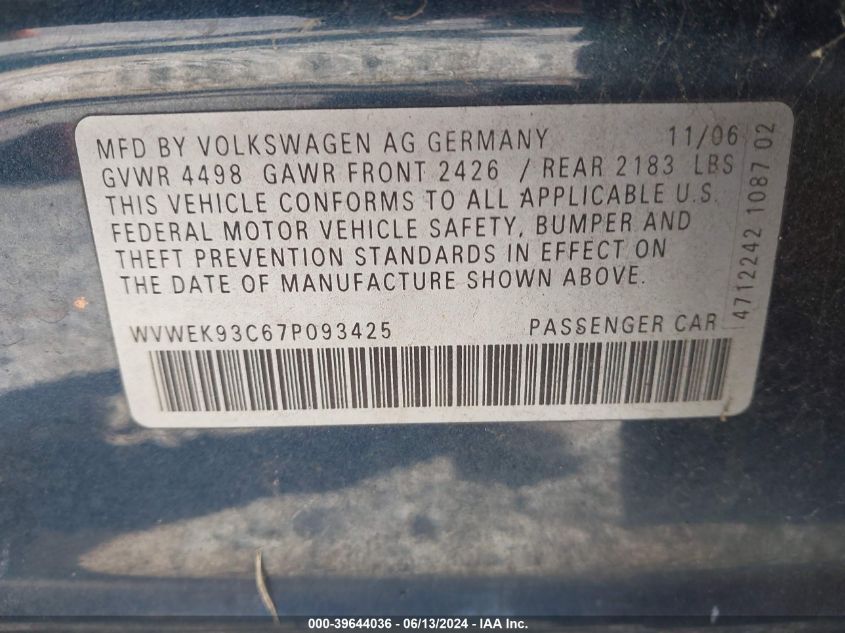 MFD BY VOLKSWAGEN AG GERMANY 11/06
GVWR 4498 GAWR FRONT 2426 / REAR 2183 LBS
THIS VEHICLE CONFORMS TO ALL APPLICABLE U.S.
FEDERAL MOTOR VEHICLE SAFETY, BUMPER AND
THEFT PREVENTION STANDARDS IN EFFECT ON
THE DATE OF MANUFACTURE SHOWN ABOVE.
WVWEK93C67P093425 PASSENGER CAR
4712242 1087 02
000-39644036 - 06/13/2024 - IAA Inc.